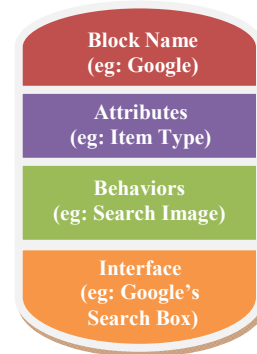 Block Name
(eg: Google)
Attributes
(eg: Item Type)
Behaviors
(eg: Search Image)
Interface
(eg: Google's
Search Box)